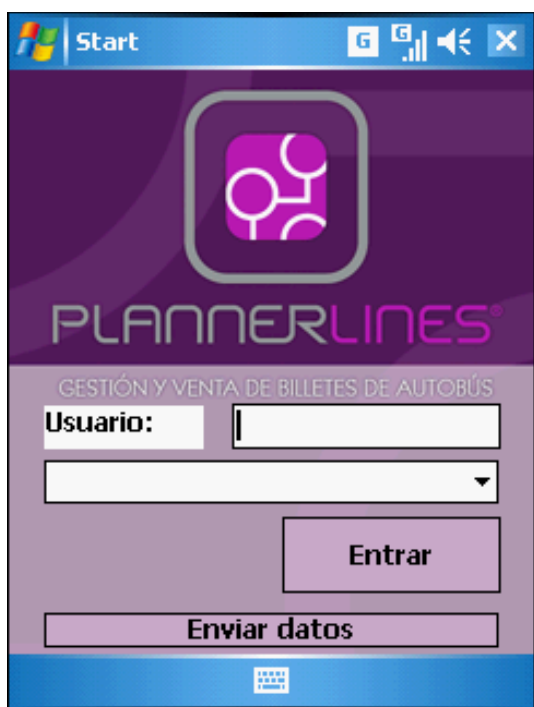 Start
G
G
PLANNERLINES®
GESTIÓN Y VENTA DE BILLETES DE AUTOBÚS
Usuario:
Entrar
Enviar datos